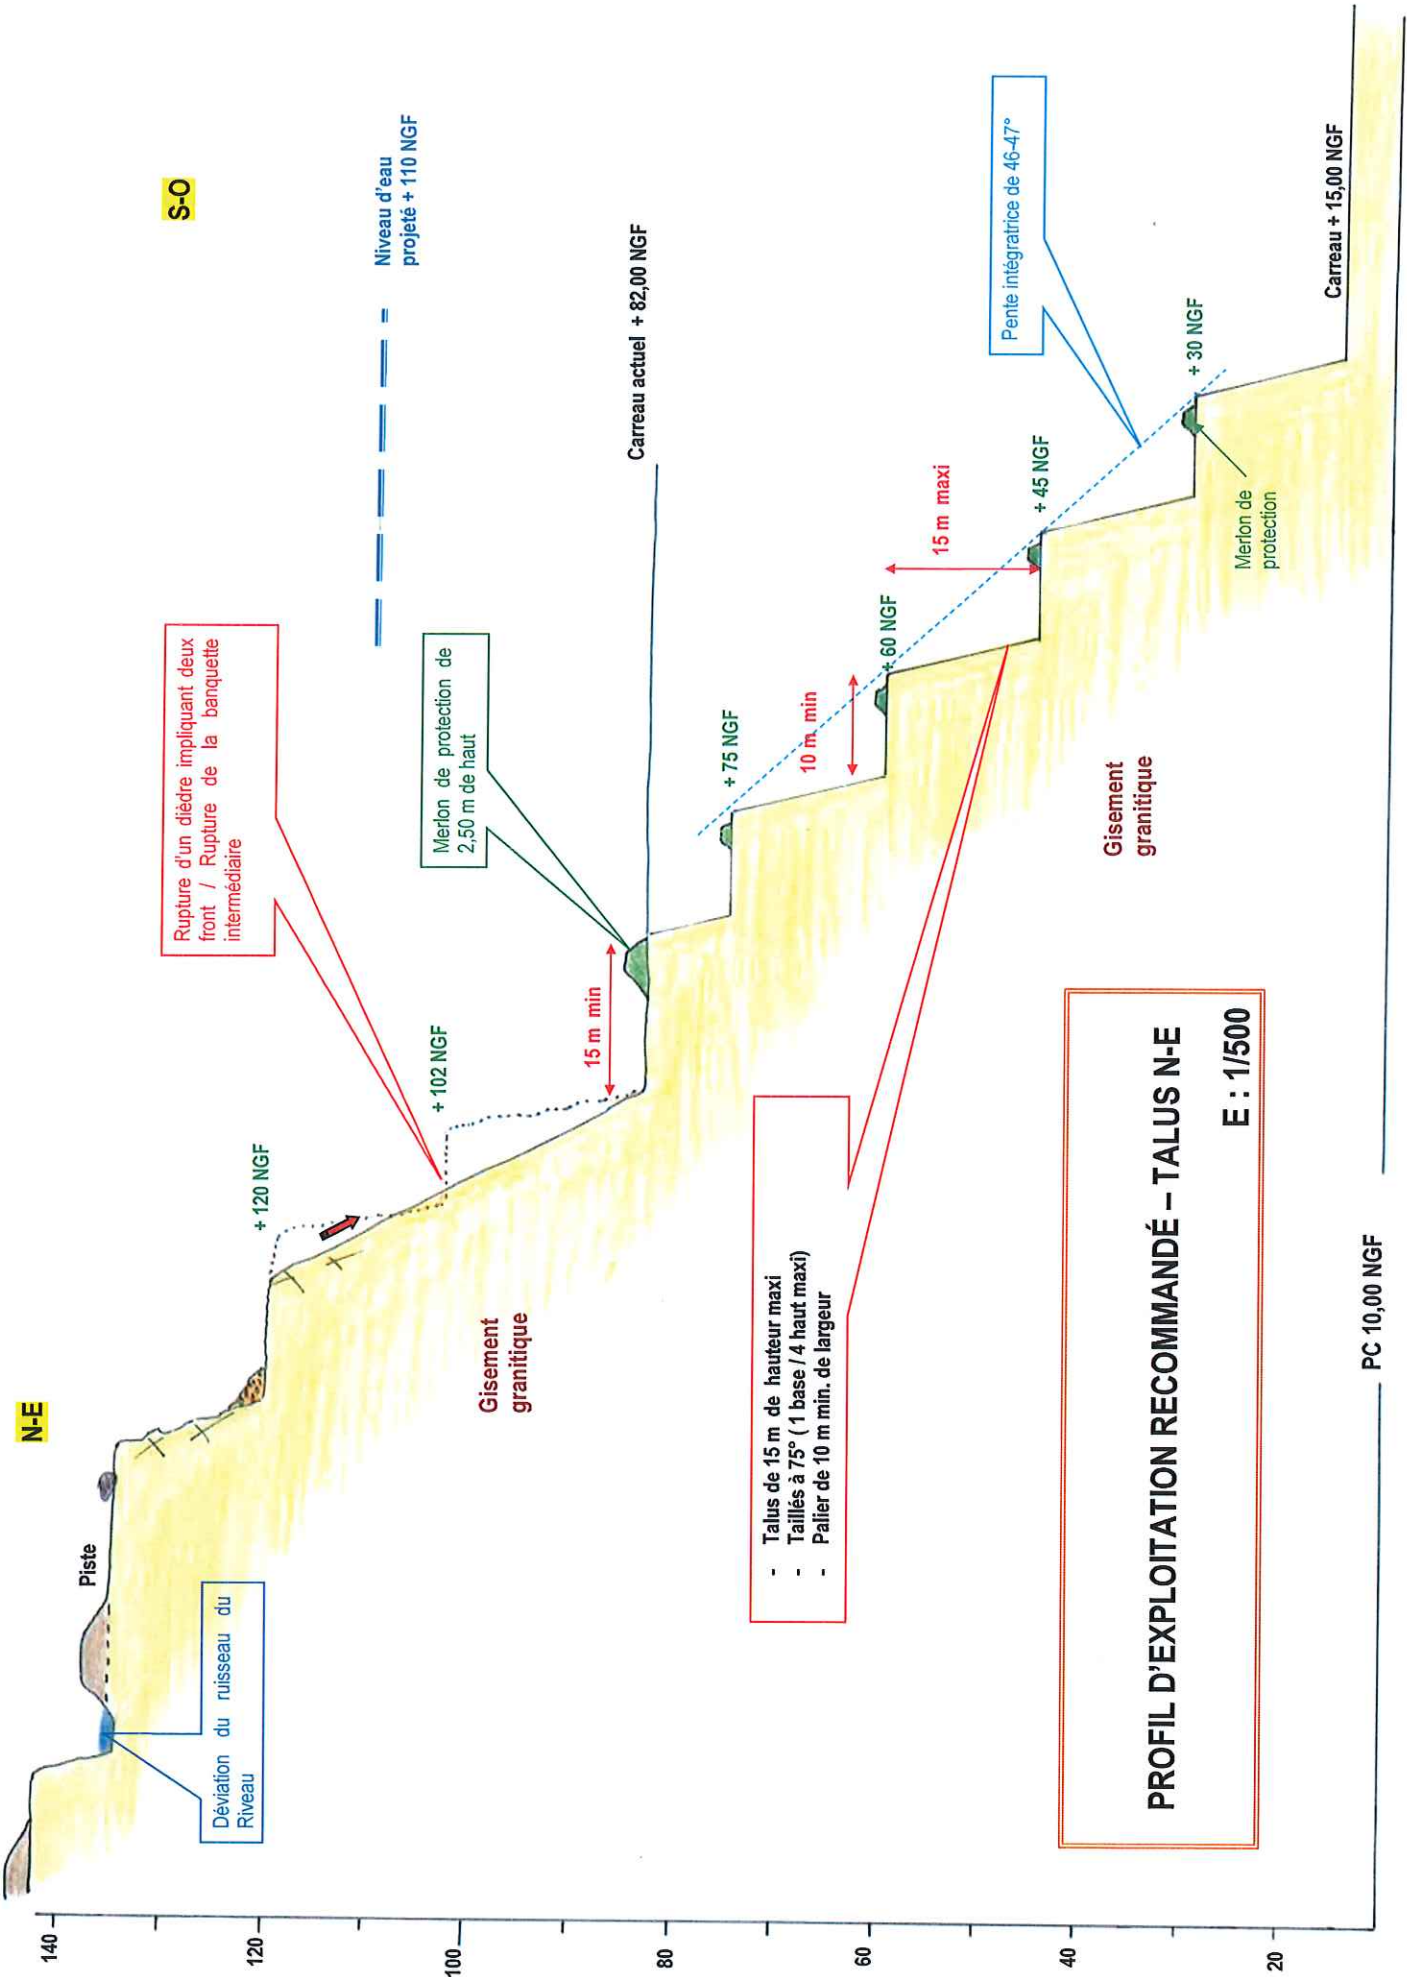 N-E
S-O
Piste
Déviation du ruisseau du
Riveau
+ 120 NGF
+ 102 NGF
Rupture d'un dièdre impliquant deux
front / Rupture de la banquette
intermédiaire
Niveau d'eau
projeté + 110 NGF
Merlon de protection de
2,50 m de haut
15 m min
Carreau actuel + 82,00 NGF
Gisement
granitique
+ 75 NGF
10 m min
+ 60 NGF
15 m maxi
+ 45 NGF
Pente intégratrice de 46-47°
+ 30 NGF
Merlon de
protection
Carreau + 15,00 NGF
Gisement
granitique
- Talus de 15 m de hauteur maxi
- Taillés à 75° ( 1 base / 4 haut maxi)
- Palier de 10 m min. de largeur
PROFIL D'EXPLOITATION RECOMMANDÉ – TALUS N-E
E : 1/500
PC 10,00 NGF
140
120
100
80
60
40
20